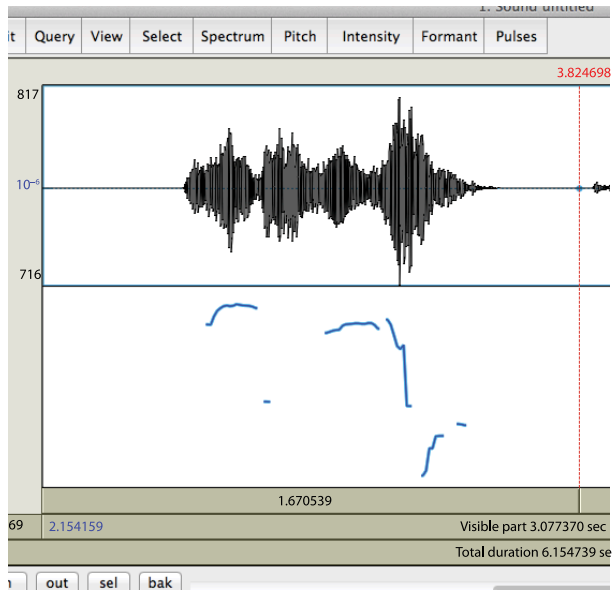 1. Sound untitled
it Query View Select Spectrum Pitch Intensity Formant Pulses
3.824698
817
10⁻⁶
716
1.670539
69 2.154159 Visible part 3.077370 sec
Total duration 6.154739 se
n out sel bak